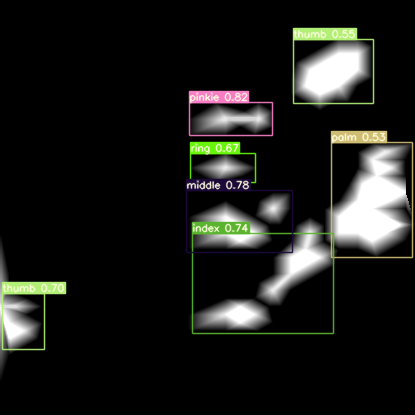 thumb 0.55
pinkie 0.82
palm 0.53
ring 0.67
middle 0.78
index 0.74
thumb 0.70